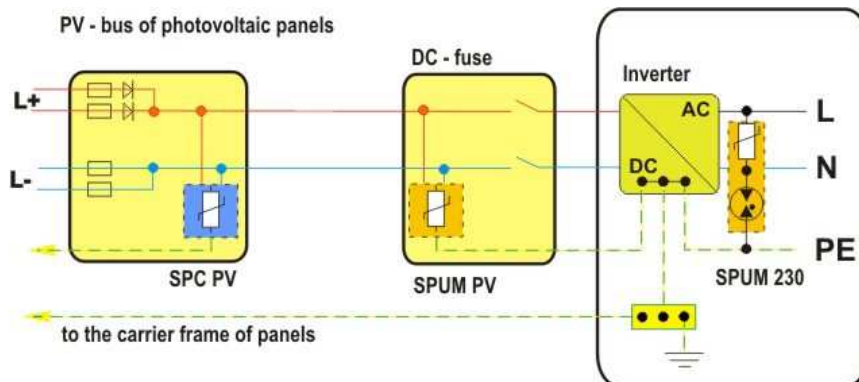 PV - bus of photovoltaic panels
DC - fuse
Inverter
L+
AC
L
L-
DC
N
PE
SPC PV
SPUM PV
SPUM 230
to the carrier frame of panels